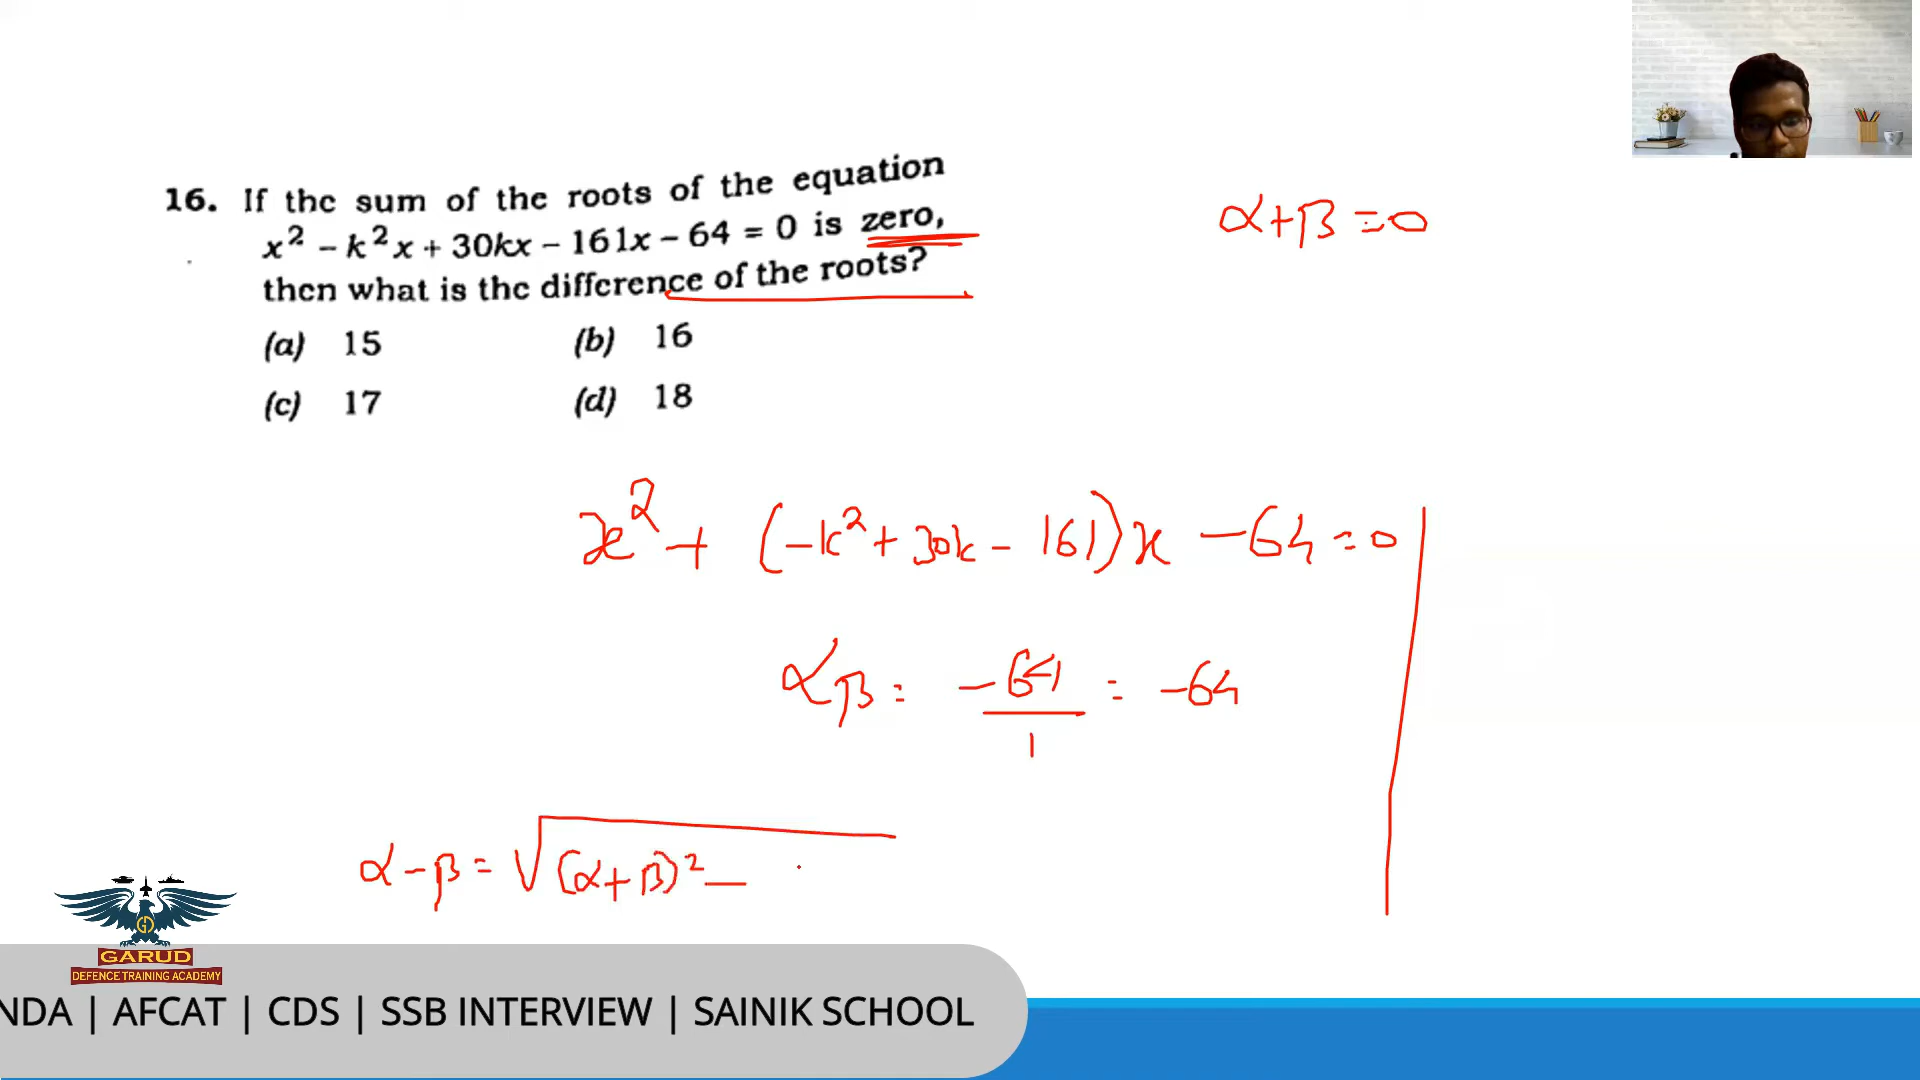 16. If the sum of the roots of the equation
x² – k²x + 30kx – 161x – 64 = 0 is zero,
then what is the difference of the roots?
(a) 15 (b) 16
(c) 17 (d) 18
α+β=0
x² + (-k² + 30k - 161)x - 64 = 0
αβ = -64/1 = -64
α-β = √(α+β)² -
GARUD
DEFENCE TRAINING ACADEMY
NDA | AFCAT | CDS | SSB INTERVIEW | SAINIK SCHOOL